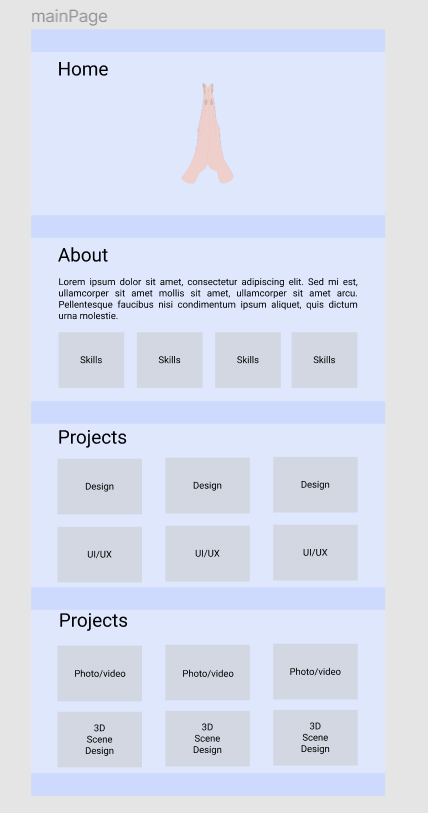 mainPage
Home
About
Lorem ipsum dolor sit amet, consectetur adipiscing elit. Sed mi est,
ullamcorper sit amet mollis sit amet, ullamcorper sit amet arcu.
Pellentesque faucibus nisi condimentum ipsum aliquet, quis dictum
urna molestie.
Skills
Skills
Skills
Skills
Projects
Design
Design
Design
UI/UX
UI/UX
UI/UX
Projects
Photo/video
Photo/video
Photo/video
3D
Scene
Design
3D
Scene
Design
3D
Scene
Design